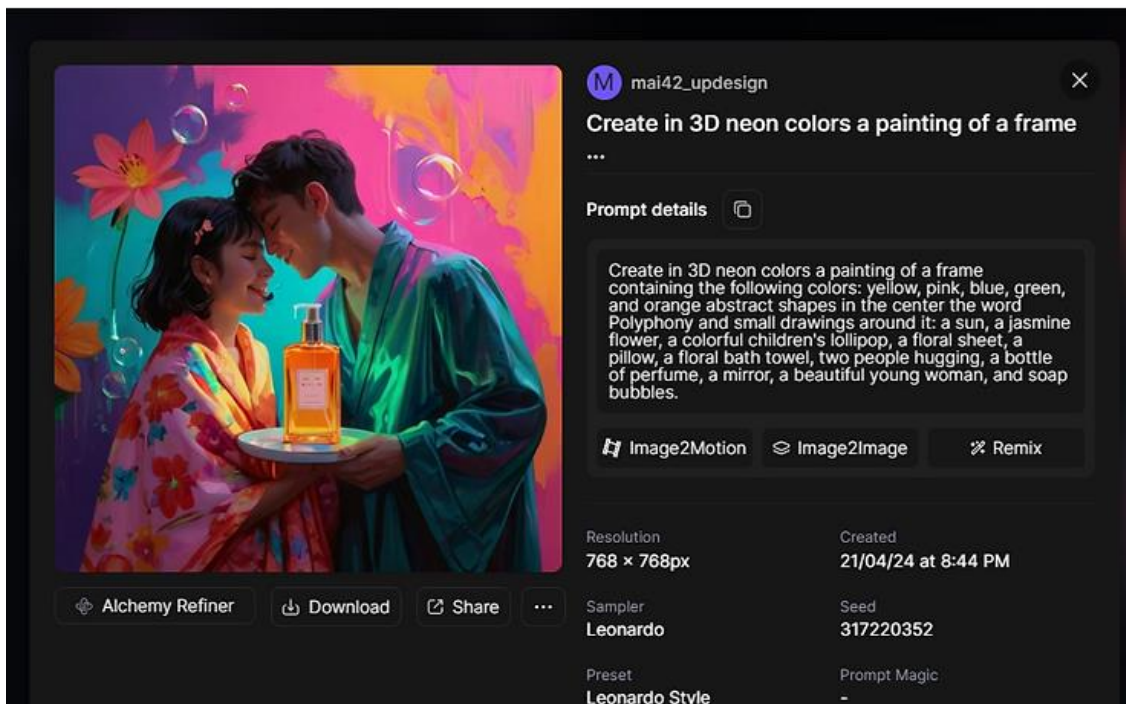 M mai42_updesign
Create in 3D neon colors a painting of a frame
...
Prompt details
Create in 3D neon colors a painting of a frame
containing the following colors: yellow, pink, blue, green,
and orange abstract shapes in the center the word
Polyphony and small drawings around it: a sun, a jasmine
flower, a colorful children's lollipop, a floral sheet, a
pillow, a floral bath towel, two people hugging, a bottle
of perfume, a mirror, a beautiful young woman, and soap
bubbles.
Image2Motion Image2Image Remix
Resolution Created
768 × 768px 21/04/24 at 8:44 PM
Alchemy Refiner Download Share ...
Sampler Seed
Leonardo 317220352
Preset Prompt Magic
Leonardo Style -